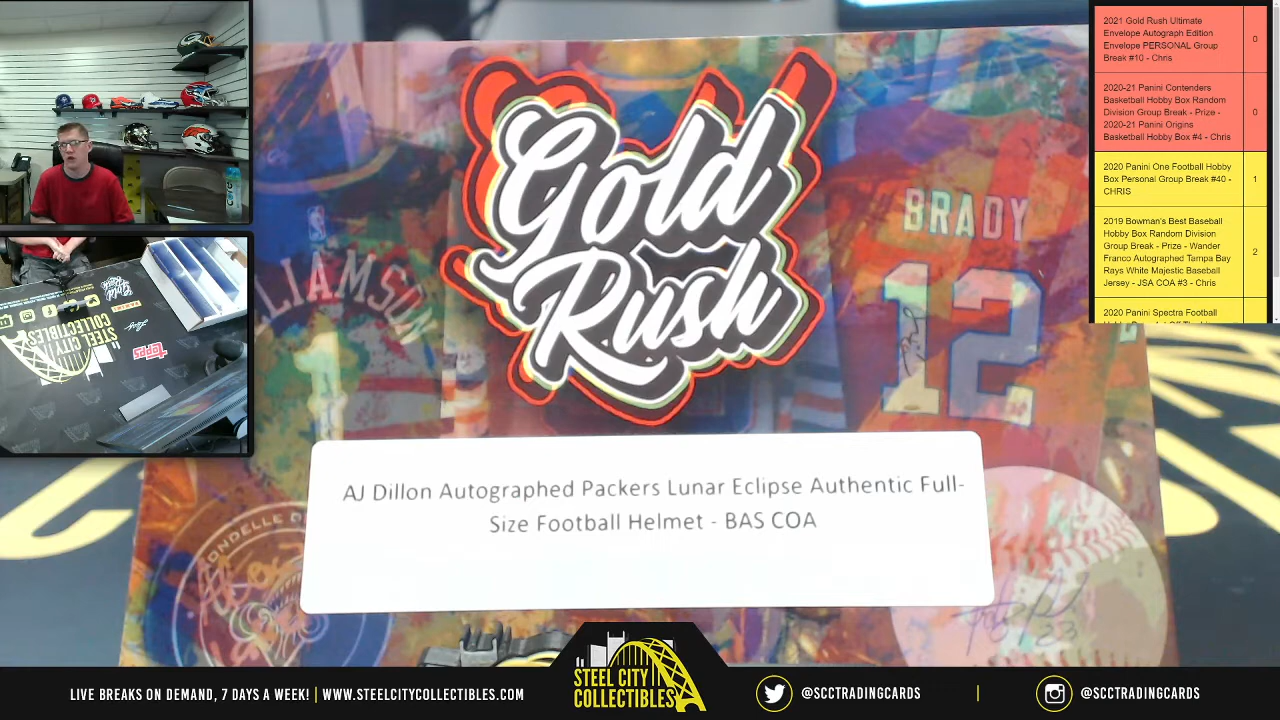 2021 Gold Rush Ultimate
Envelope Autograph Edition
Envelope PERSONAL Group
Break #10 - Chris
0
2020-21 Panini Contenders
Basketball Hobby Box Random
Division Group Break - Prize -
2020-21 Panini Origins
Basketball Hobby Box #4 - Chris
0
2020 Panini One Football Hobby
Box Personal Group Break #40 -
CHRIS
1
2019 Bowman's Best Baseball
Hobby Box Random Division
Group Break - Prize - Wander
Franco Autographed Tampa Bay
Rays White Majestic Baseball
Jersey - JSA COA #3 - Chris
2
2020 Panini Spectra Football
Gold
Rush
BRADY
12
LIAMSON
1
AJ Dillon Autographed Packers Lunar Eclipse Authentic Full-
Size Football Helmet - BAS COA
23
Gold
Rush
STEEL CITY
COLLECTIBLES
topps
LIVE BREAKS ON DEMAND, 7 DAYS A WEEK! | WWW.STEELCITYCOLLECTIBLES.COM
STEEL CITY
COLLECTIBLES
@SCCTRADINGCARDS
|
@SCCTRADINGCARDS